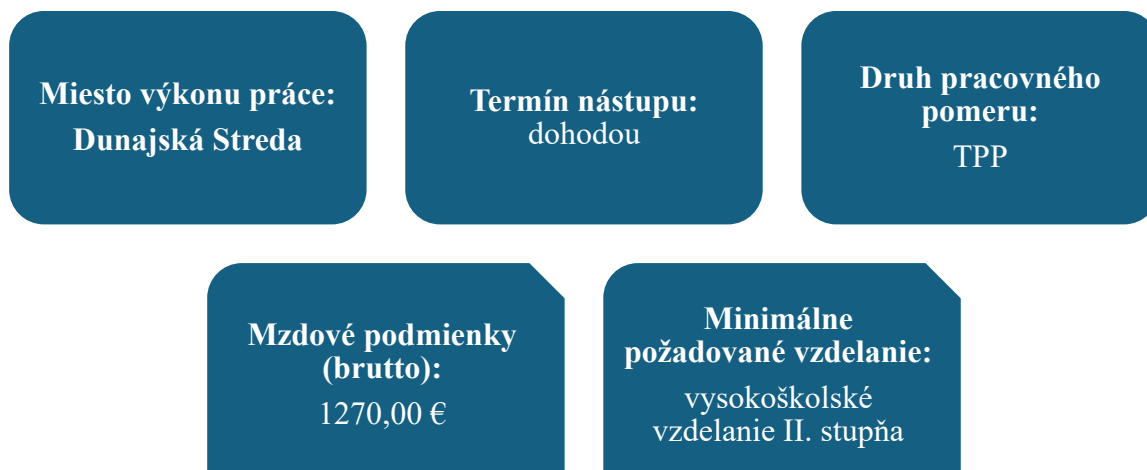 Miesto výkonu práce:
Dunajská Streda
Termín nástupu:
dohodou
Druh pracovného
pomeru:
TPP
Mzdové podmienky
(brutto):
1270,00 €
Minimálne
požadované vzdelanie:
vysokoškolské
vzdelanie II. stupňa